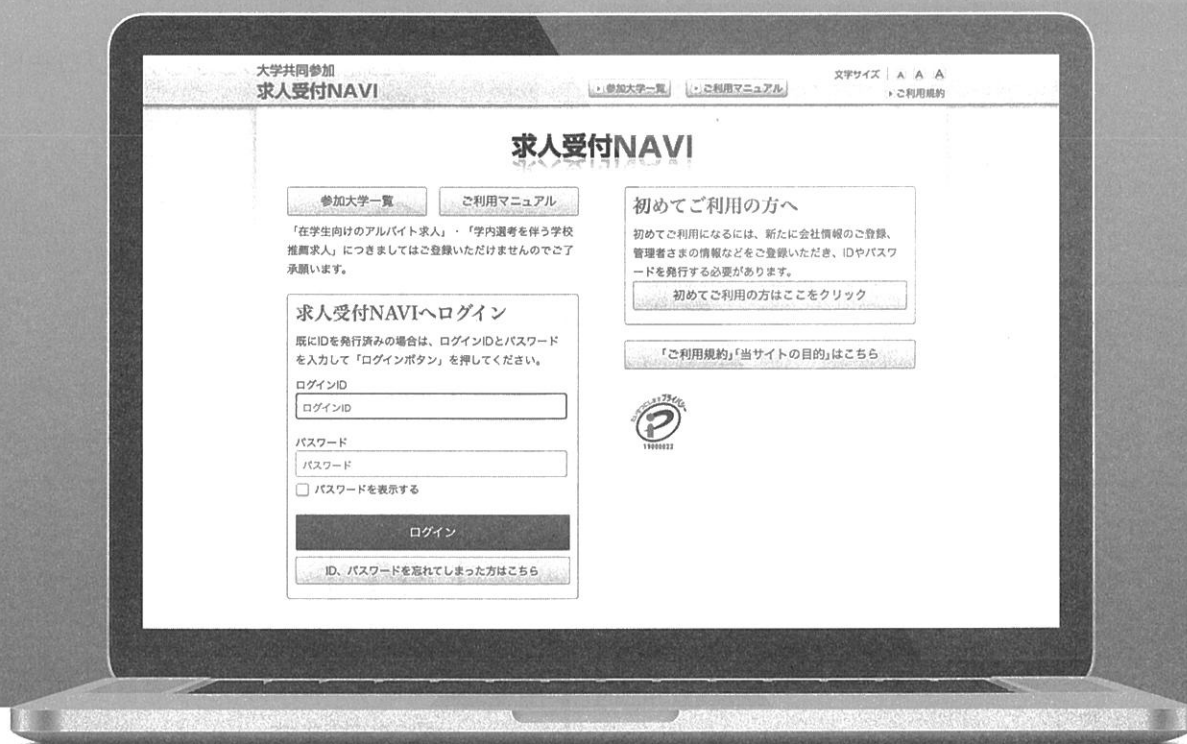 大学共同参加
求人受付NAVI
参加大学一覧
ご利用マニュアル
文字サイズ A A A
ご利用規約
求人受付NAVI
参加大学一覧
ご利用マニュアル
「在学生向けのアルバイト求人」・「学内選考を伴う学校
推薦求人」につきましてはご登録いただけませんのでご了
承願います。
求人受付NAVIへログイン
既にIDを発行済みの場合は、ログインIDとパスワード
を入力して「ログインボタン」を押してください。
ログインID
ログインID
パスワード
パスワード
パスワードを表示する
ログイン
ID、パスワードを忘れてしまった方はこちら
初めてご利用の方へ
初めてご利用になるには、新たに会社情報のご登録、
管理者さまの情報などをご登録いただき、IDやパスワ
ードを発行する必要があります。
初めてご利用の方はここをクリック
「ご利用規約」「当サイトの目的」はこちら
プライバシー
19000033